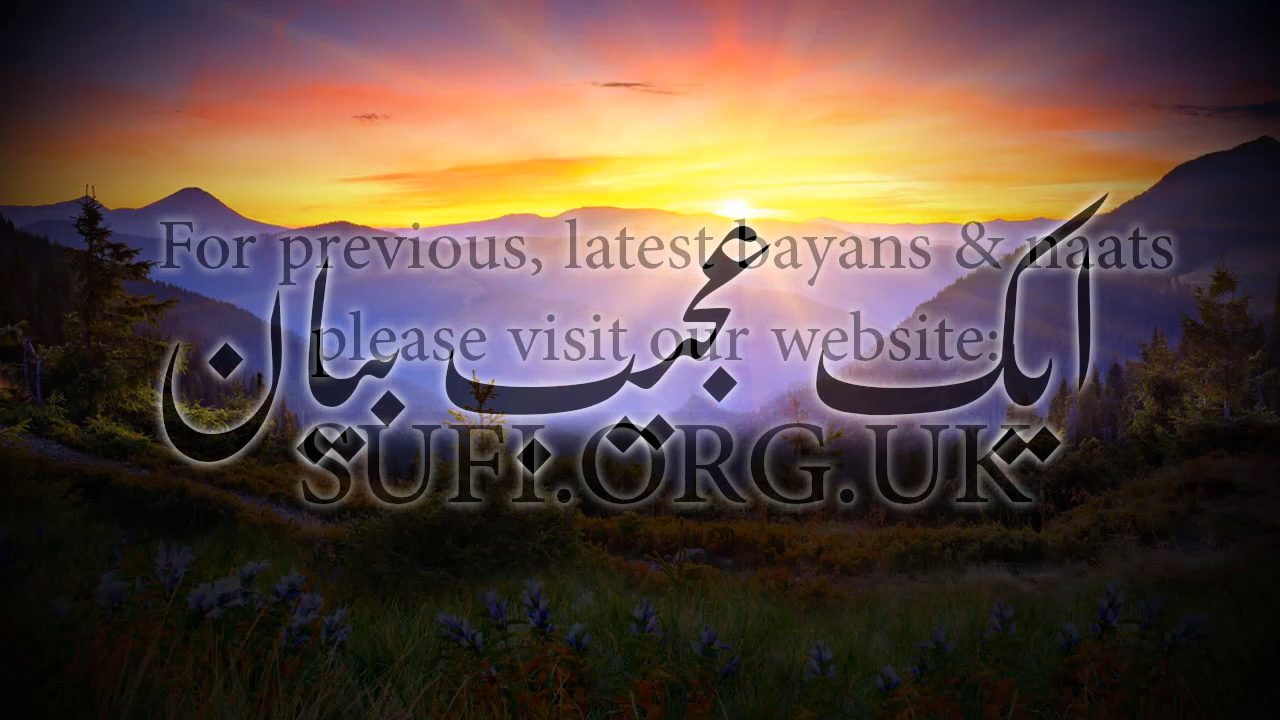 For previous, latest bayans & naats
please visit our website:
ایک عجیب بیان
SUFI.ORG.UK